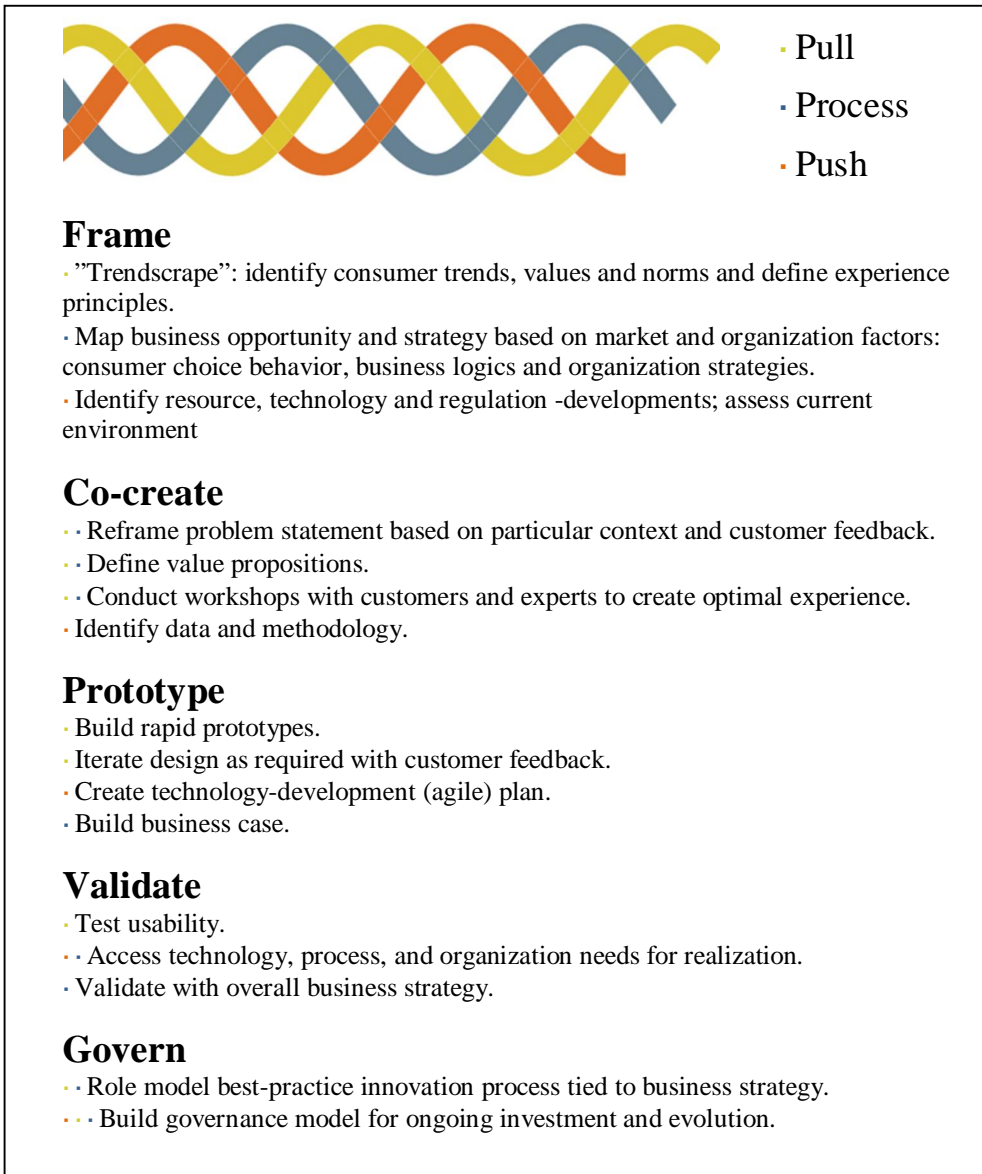 · Pull
· Process
· Push
Frame
· ”Trendscrape”: identify consumer trends, values and norms and define experience
principles.
· Map business opportunity and strategy based on market and organization factors:
consumer choice behavior, business logics and organization strategies.
· Identify resource, technology and regulation -developments; assess current
environment
Co-create
· · Reframe problem statement based on particular context and customer feedback.
· · Define value propositions.
· · Conduct workshops with customers and experts to create optimal experience.
· Identify data and methodology.
Prototype
· Build rapid prototypes.
· Iterate design as required with customer feedback.
· Create technology-development (agile) plan.
· Build business case.
Validate
· Test usability.
· · Access technology, process, and organization needs for realization.
· Validate with overall business strategy.
Govern
· · Role model best-practice innovation process tied to business strategy.
· · · Build governance model for ongoing investment and evolution.